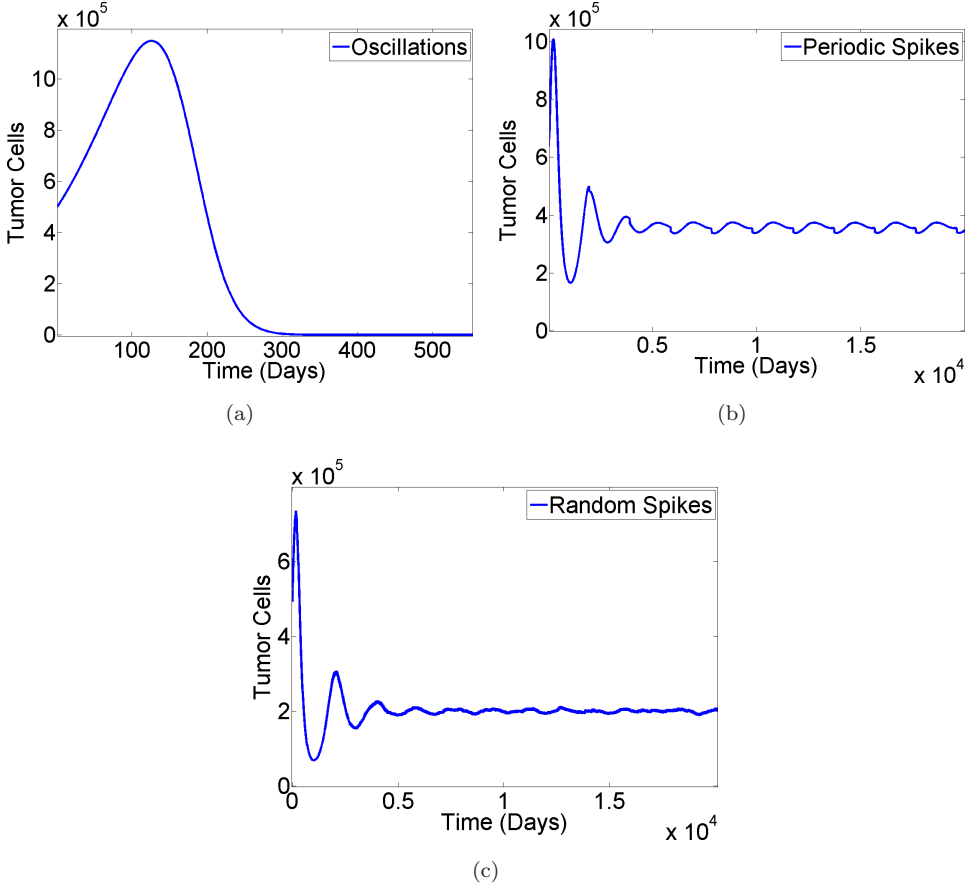 x 10^5
Oscillations
10
8
6
4
2
0
Tumor Cells
100 200 300 400 500
Time (Days)
(a)
x 10^5
Periodic Spikes
10
8
6
4
2
0
Tumor Cells
0.5 1 1.5
Time (Days)
x 10^4
(b)
x 10^5
Random Spikes
6
4
2
0
Tumor Cells
0 0.5 1 1.5
Time (Days)
x 10^4
(c)